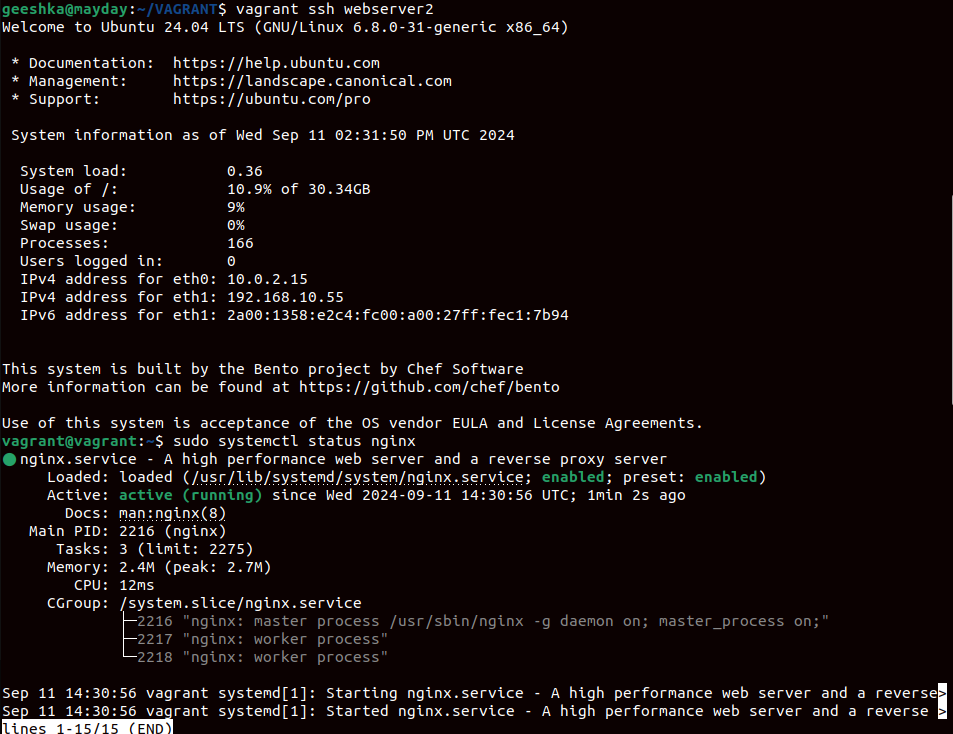 geeshka@mayday:~/VAGRANT$ vagrant ssh webserver2
Welcome to Ubuntu 24.04 LTS (GNU/Linux 6.8.0-31-generic x86_64)
* Documentation:  https://help.ubuntu.com
* Management:     https://landscape.canonical.com
* Support:        https://ubuntu.com/pro
System information as of Wed Sep 11 02:31:50 PM UTC 2024
System load:           0.36
Usage of /:            10.9% of 30.34GB
Memory usage:          9%
Swap usage:            0%
Processes:             166
Users logged in:       0
IPv4 address for eth0: 10.0.2.15
IPv4 address for eth1: 192.168.10.55
IPv6 address for eth1: 2a00:1358:e2c4:fc00:a00:27ff:fec1:7b94
This system is built by the Bento project by Chef Software
More information can be found at https://github.com/chef/bento
Use of this system is acceptance of the OS vendor EULA and License Agreements.
vagrant@vagrant:~$ sudo systemctl status nginx
● nginx.service - A high performance web server and a reverse proxy server
Loaded: loaded (/usr/lib/systemd/system/nginx.service; enabled; preset: enabled)
Active: active (running) since Wed 2024-09-11 14:30:56 UTC; 1min 2s ago
Docs: man:nginx(8)
Main PID: 2216 (nginx)
Tasks: 3 (limit: 2275)
Memory: 2.4M (peak: 2.7M)
CPU: 12ms
CGroup: /system.slice/nginx.service
├─2216 "nginx: master process /usr/sbin/nginx -g daemon on; master_process on;"
├─2217 "nginx: worker process"
└─2218 "nginx: worker process"
Sep 11 14:30:56 vagrant systemd[1]: Starting nginx.service - A high performance web server and a reverse>
Sep 11 14:30:56 vagrant systemd[1]: Started nginx.service - A high performance web server and a reverse >
lines 1-15/15 (END)